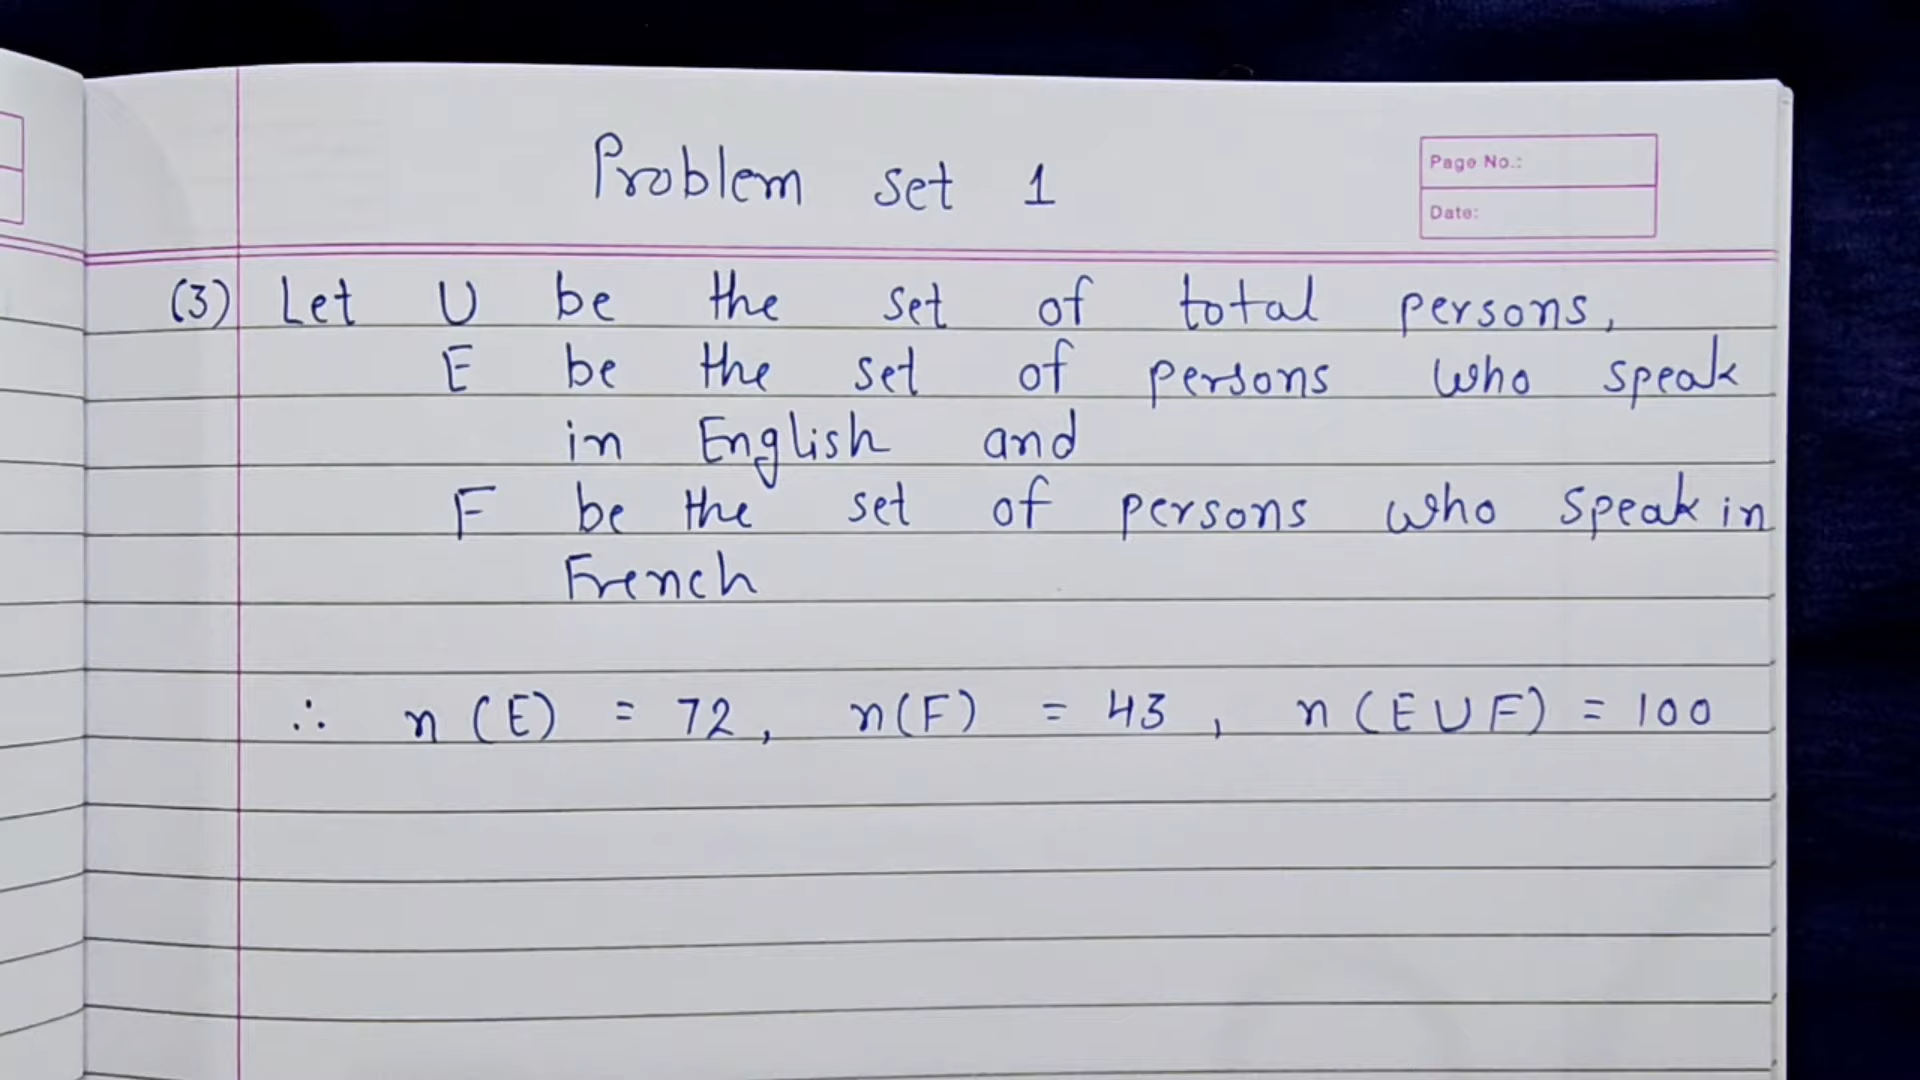 Problem set 1
Page No.:
Date:
(3) Let U be the set of total persons,
E be the set of persons who speak
in English and
F be the set of persons who speak in
French
∴ n (E) = 72, n(F) = 43, n (E U F) = 100